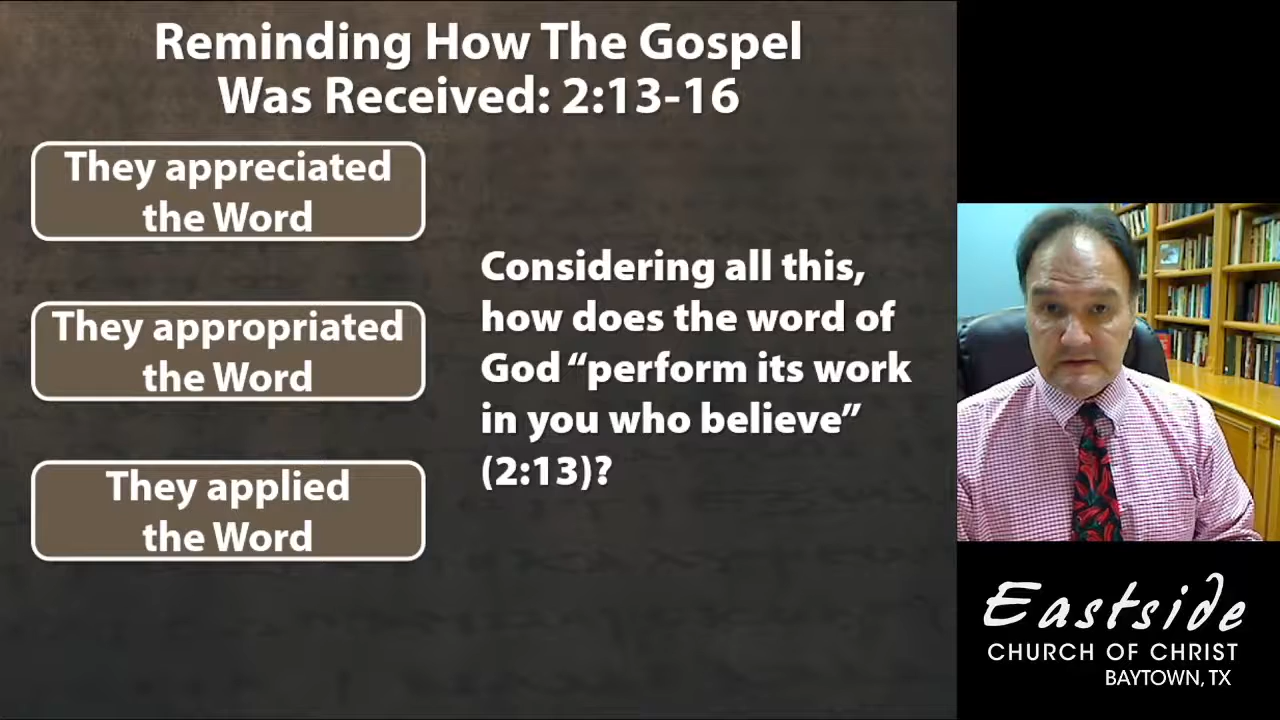 Reminding How The Gospel
Was Received: 2:13-16
They appreciated
the Word
They appropriated
the Word
They applied
the Word
Considering all this,
how does the word of
God “perform its work
in you who believe”
(2:13)?
Eastside
CHURCH OF CHRIST
BAYTOWN, TX